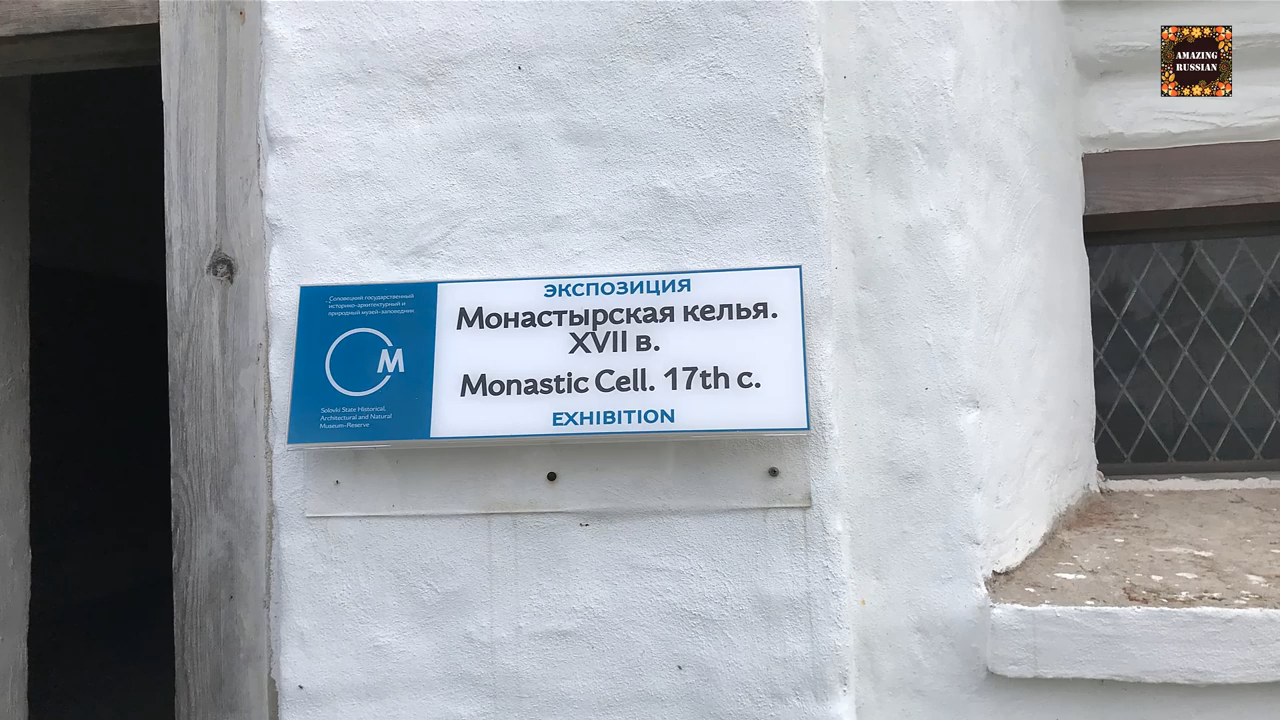 Соловецкий государственный
историко-архитектурный и
природный музей-заповедник
М
Solovki State Historical,
Architectural and Natural
Museum-Reserve
ЭКСПОЗИЦИЯ
Монастырская келья.
XVII в.
Monastic Cell. 17th c.
EXHIBITION
AMAZING
RUSSIAN